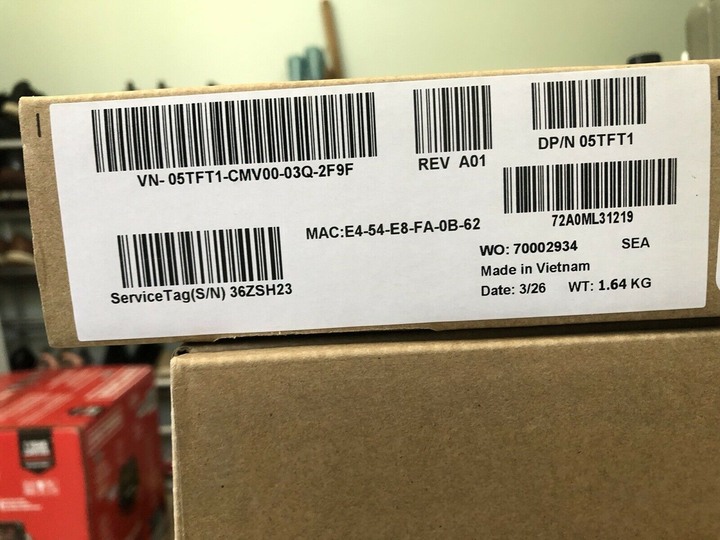 VN- 05TFT1-CMV00-03Q-2F9F
REV A01
DP/N 05TFT1
72A0ML31219
MAC:E4-54-E8-FA-0B-62
ServiceTag(S/N) 36ZSH23
WO: 70002934 SEA
Made in Vietnam
Date: 3/26 WT: 1.64 KG